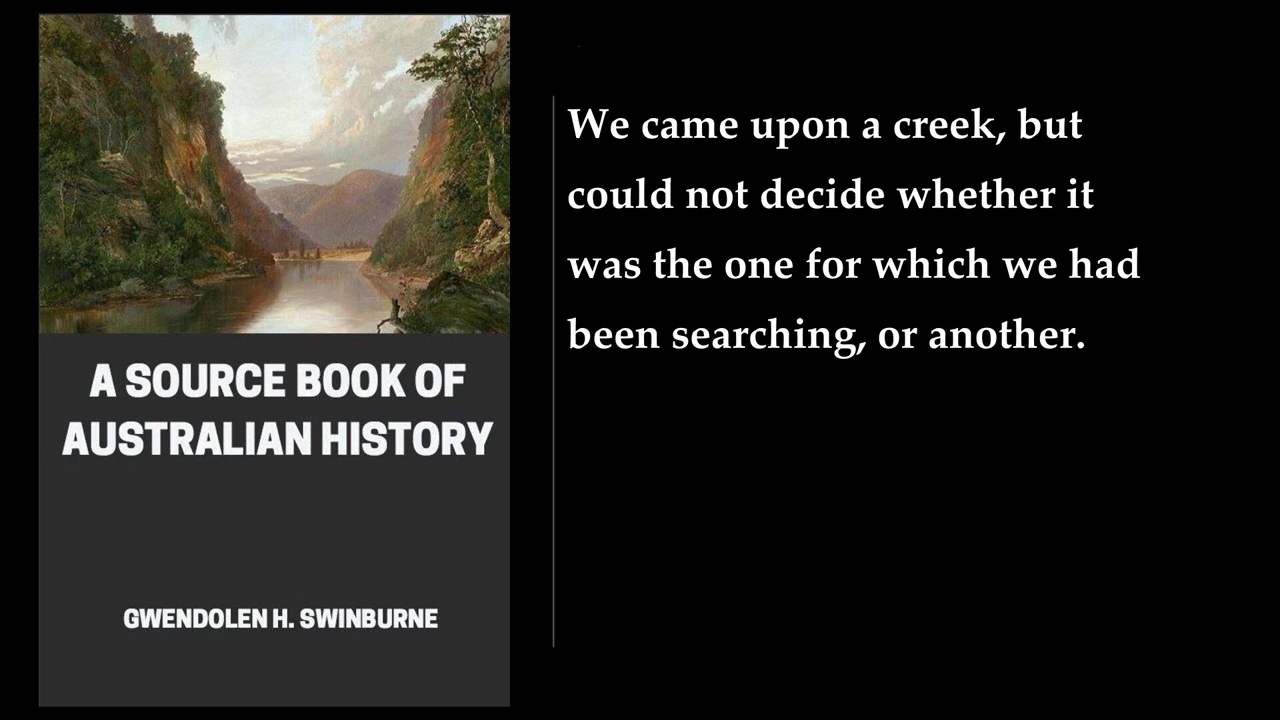 A SOURCE BOOK OF
AUSTRALIAN HISTORY
GWENDOLEN H. SWINBURNE
We came upon a creek, but
could not decide whether it
was the one for which we had
been searching, or another.